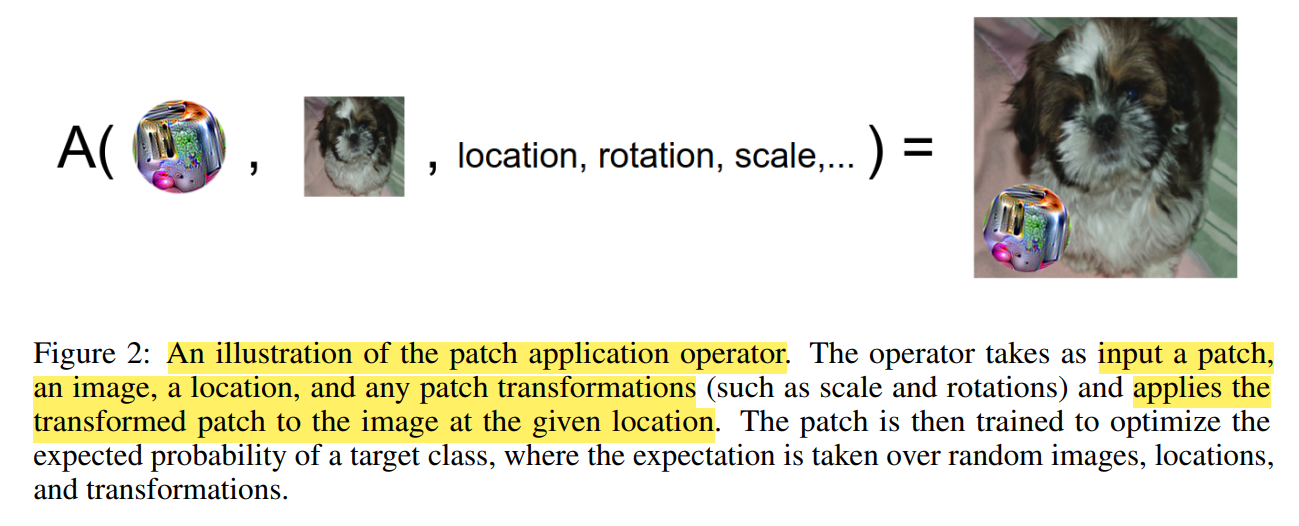 A( , , location, rotation, scale,... ) =
Figure 2: An illustration of the patch application operator. The operator takes as input a patch,
an image, a location, and any patch transformations (such as scale and rotations) and applies the
transformed patch to the image at the given location. The patch is then trained to optimize the
expected probability of a target class, where the expectation is taken over random images, locations,
and transformations.